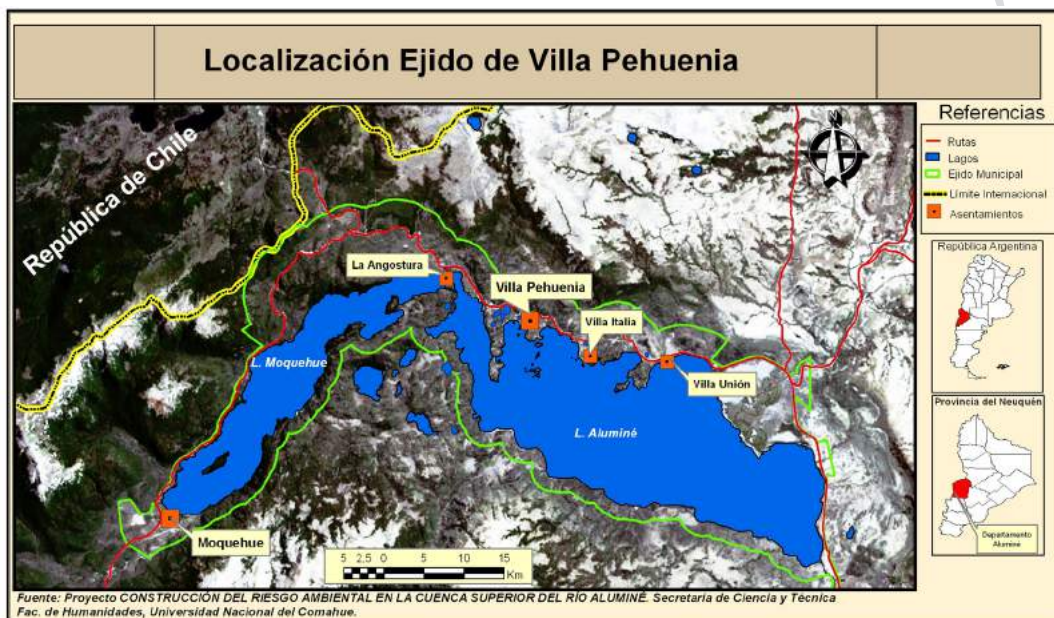 Localización Ejido de Villa Pehuenia
República de Chile
N
La Angostura
Villa Pehuenia
Villa Italia
Villa Unión
L. Moquehue
L. Aluminé
Moquehue
5 2,5 0 5 10 15
Km
Referencias
Rutas
Lagos
Ejido Municipal
Límite Internacional
Asentamientos
República Argentina
Provincia del Neuquén
Departamento
Aluminé
Fuente: Proyecto CONSTRUCCIÓN DEL RIESGO AMBIENTAL EN LA CUENCA SUPERIOR DEL RÍO ALUMINÉ. Secretaría de Ciencia y Técnica
Fac. de Humanidades, Universidad Nacional del Comahue.